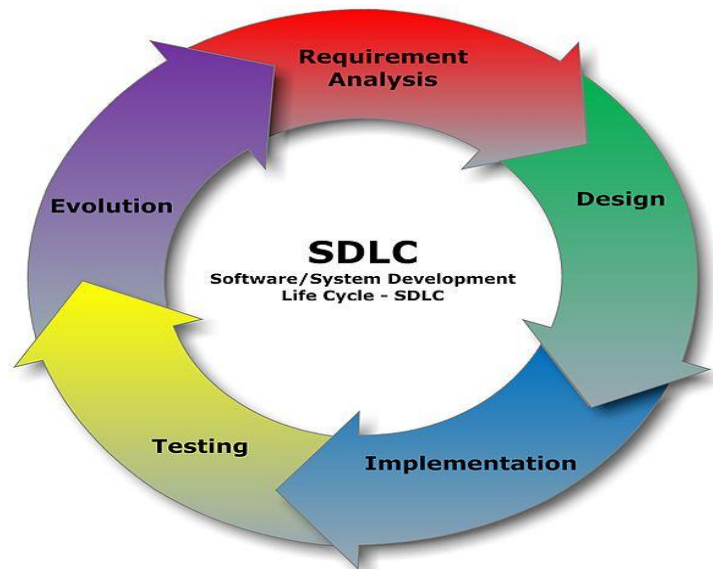 Requirement
Analysis
Design
Evolution
SDLC
Software/System Development
Life Cycle - SDLC
Testing
Implementation